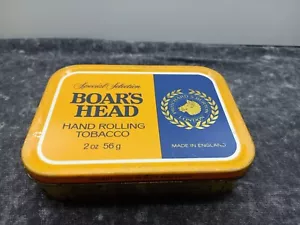 Special Selection
BOAR'S
HEAD
HAND ROLLING
TOBACCO
2 oz 56 g
MADE IN ENGLAND